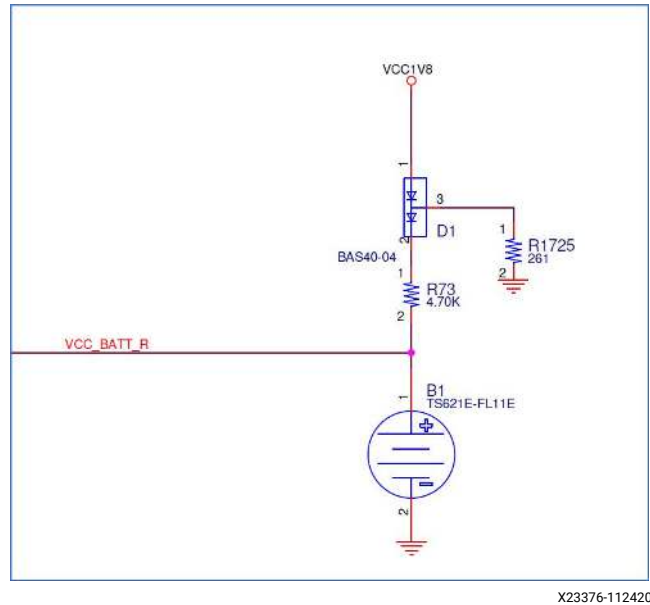 VCC1V8
1
3
D1
2
BAS40-04
1
R1725
261
2
1
R73
4.70K
2
VCC_BATT_R
B1
TS621E-FL11E
1
2
X23376-112420